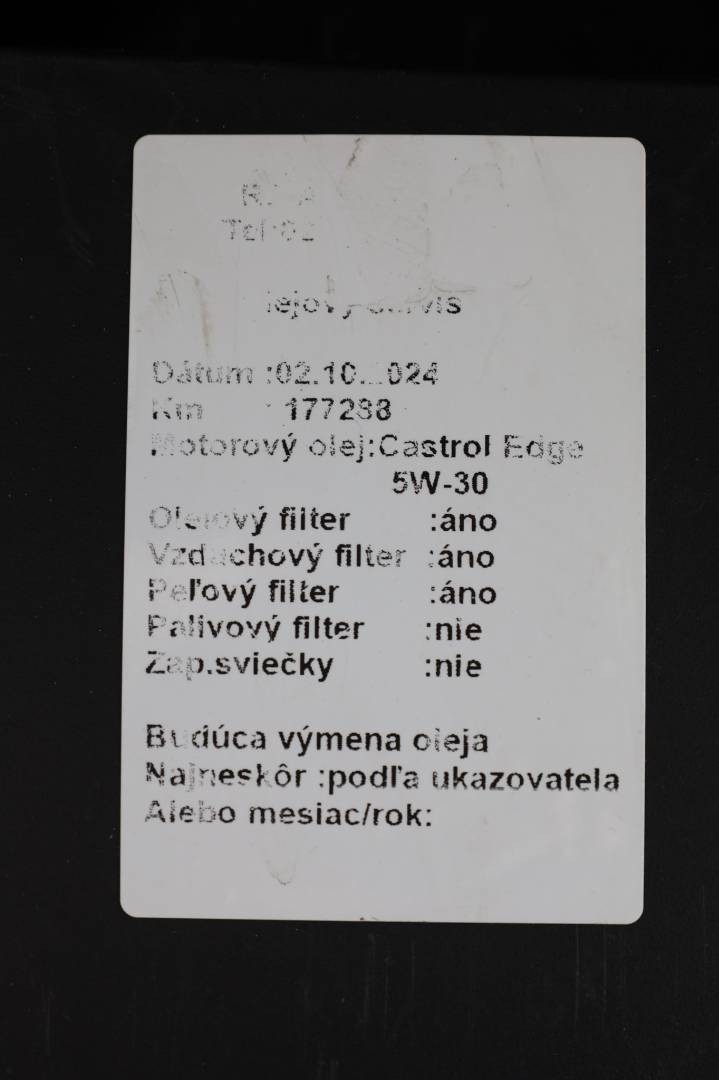 Dátum :02.10.
Km : 177288
Motorový olej:Castrol Edge
5W-30
Olejový filter :áno
Vzduchový filter :áno
Peľový filter :áno
Palivový filter :nie
Zap.sviečky :nie
Budúca výmena oleja
Najneskôr :podľa ukazovatela
Alebo mesiac/rok: